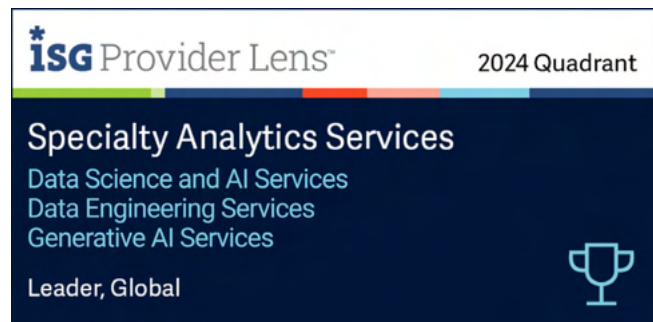 ISG Provider Lens™
2024 Quadrant
Specialty Analytics Services
Data Science and AI Services
Data Engineering Services
Generative AI Services
Leader, Global